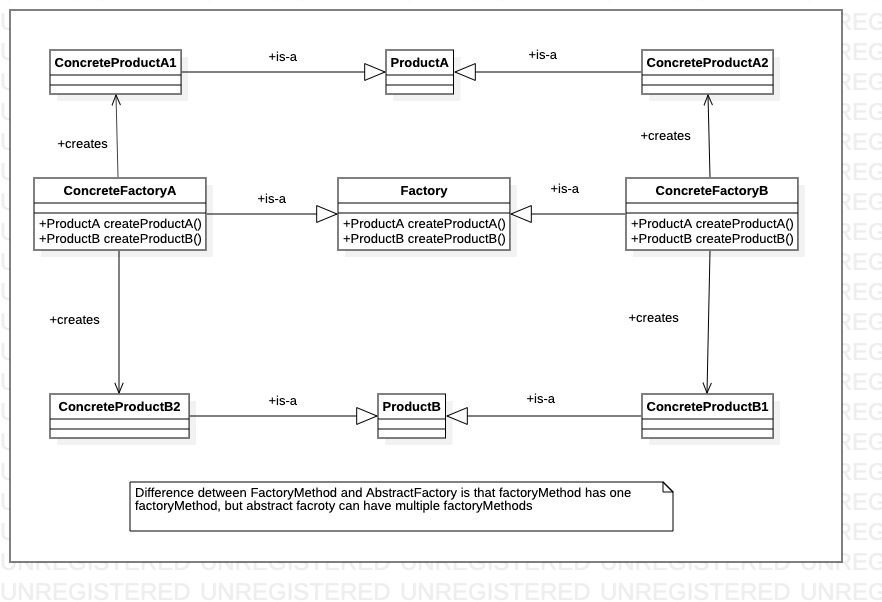 +is-a
+is-a
ConcreteProductA1
ProductA
ConcreteProductA2
+creates
+creates
ConcreteFactoryA
Factory
ConcreteFactoryB
+is-a
+is-a
+ProductA createProductA()
+ProductB createProductB()
+ProductA createProductA()
+ProductB createProductB()
+ProductA createProductA()
+ProductB createProductB()
+creates
+creates
+is-a
+is-a
ConcreteProductB2
ProductB
ConcreteProductB1
Difference detween FactoryMethod and AbstractFactory is that factoryMethod has one
factoryMethod, but abstract facroty can have multiple factoryMethods
UNREGISTERED UNREGISTERED UNREGISTERED UNREGISTERED UNREG